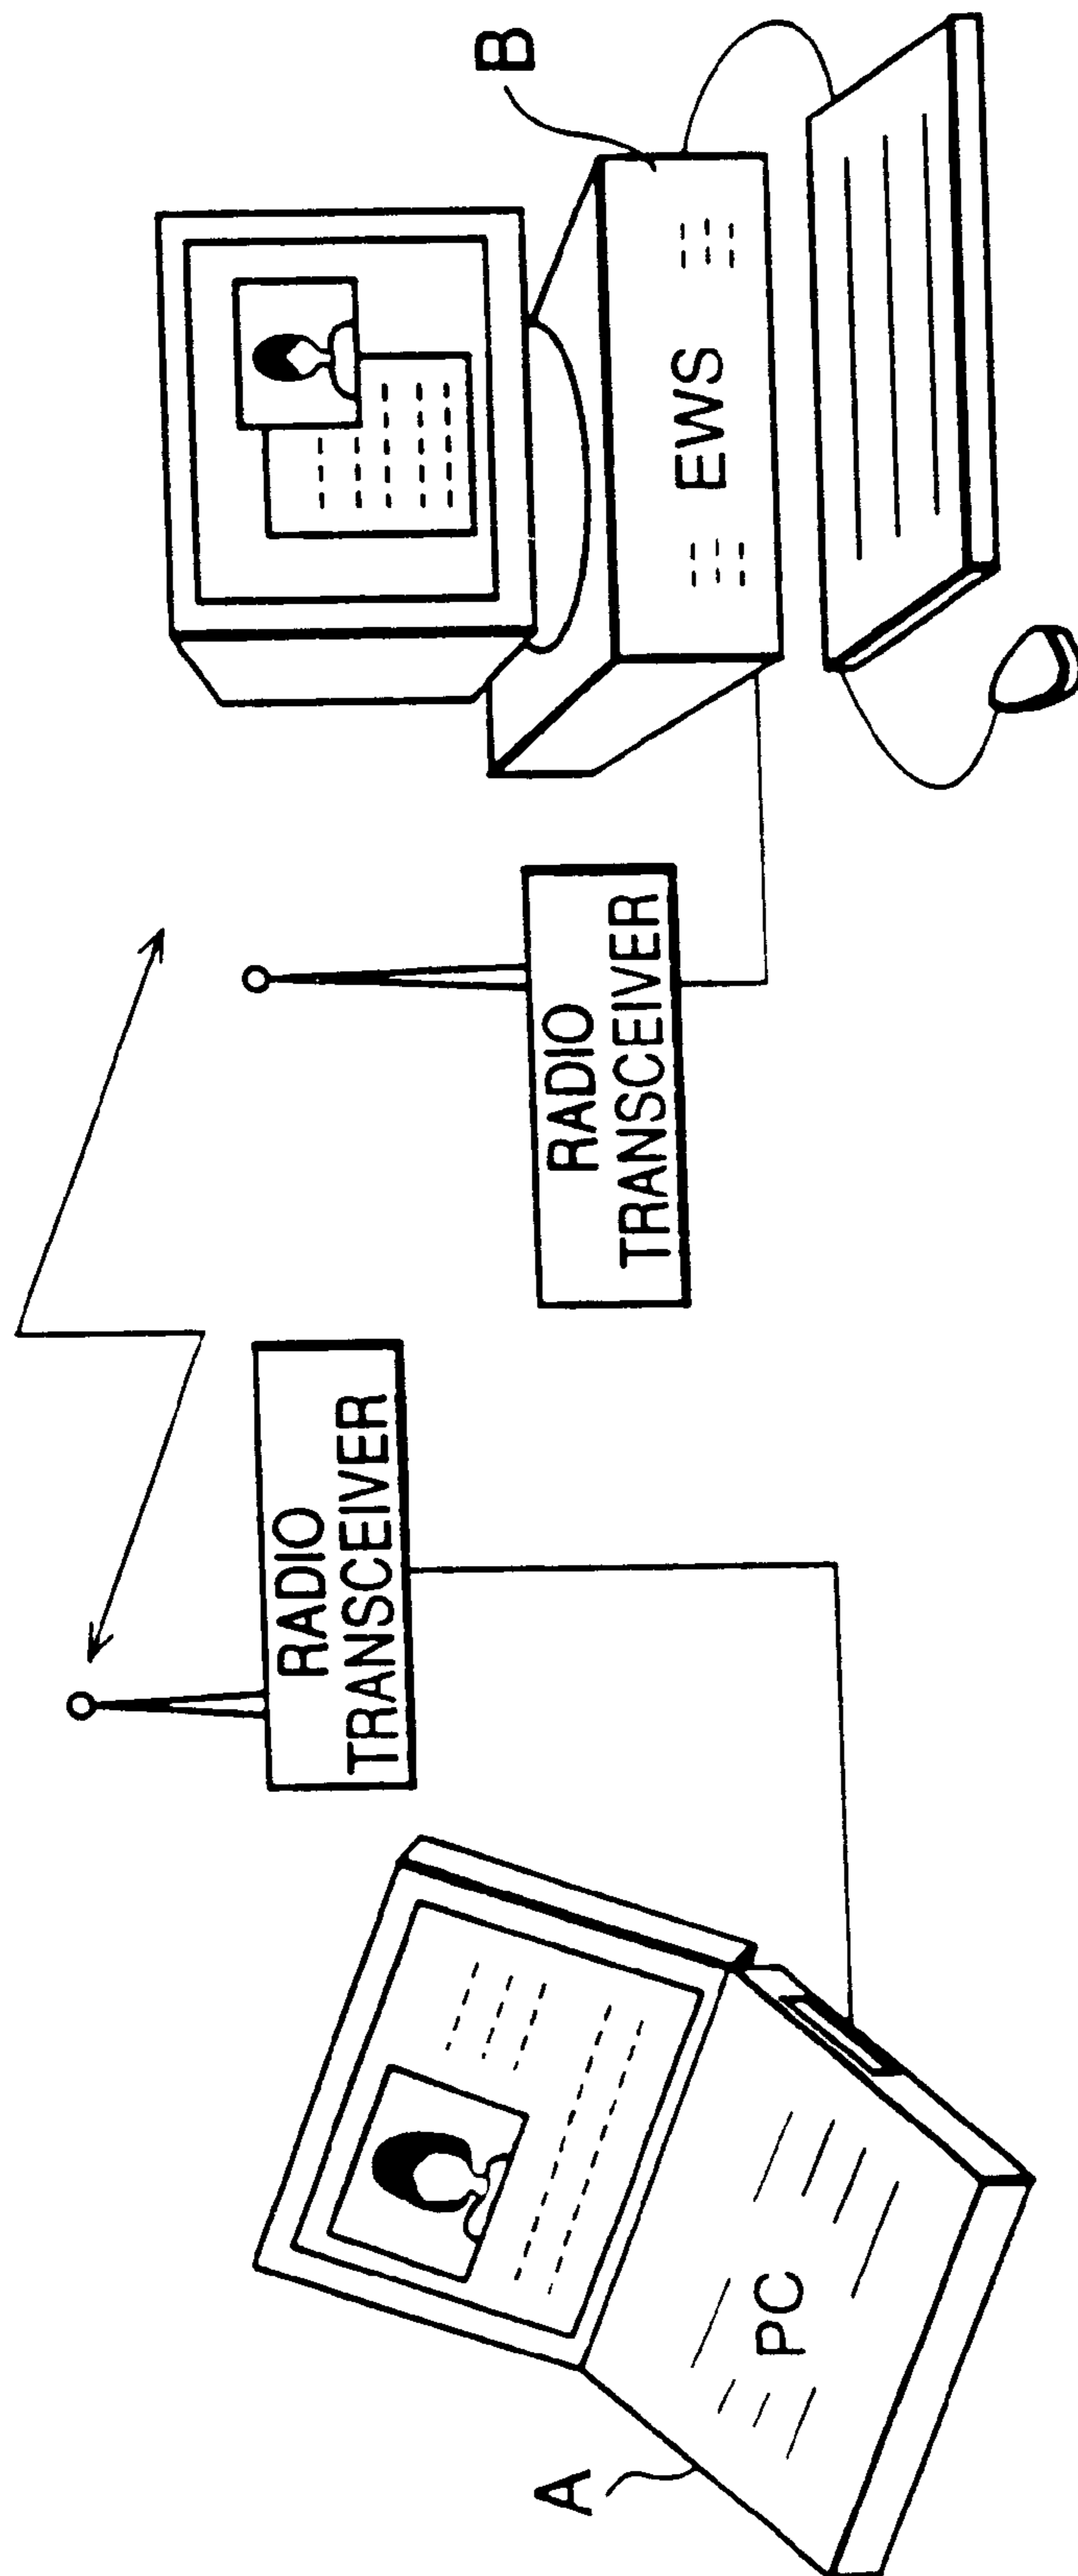 A
PC
RADIO
TRANSCEIVER
RADIO
TRANSCEIVER
EWS
B